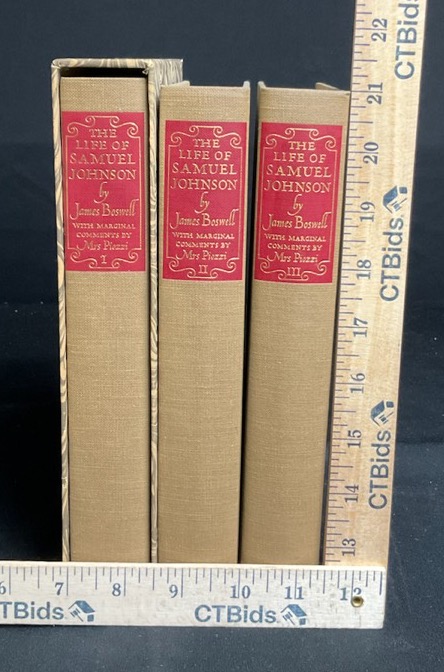 THE
LIFE OF
SAMUEL
JOHNSON
by
James Boswell
WITH MARGINAL
COMMENTS BY
Mrs Piozzi
I
THE
LIFE OF
SAMUEL
JOHNSON
by
James Boswell
WITH MARGINAL
COMMENTS BY
Mrs Piozzi
II
THE
LIFE OF
SAMUEL
JOHNSON
by
James Boswell
WITH MARGINAL
COMMENTS BY
Mrs Piozzi
III
22
CTBids
21
20
19
CTBids
18
17
16
15
CTBids
14
13
6 7 8 9 10 11 12
CTBids CTBids